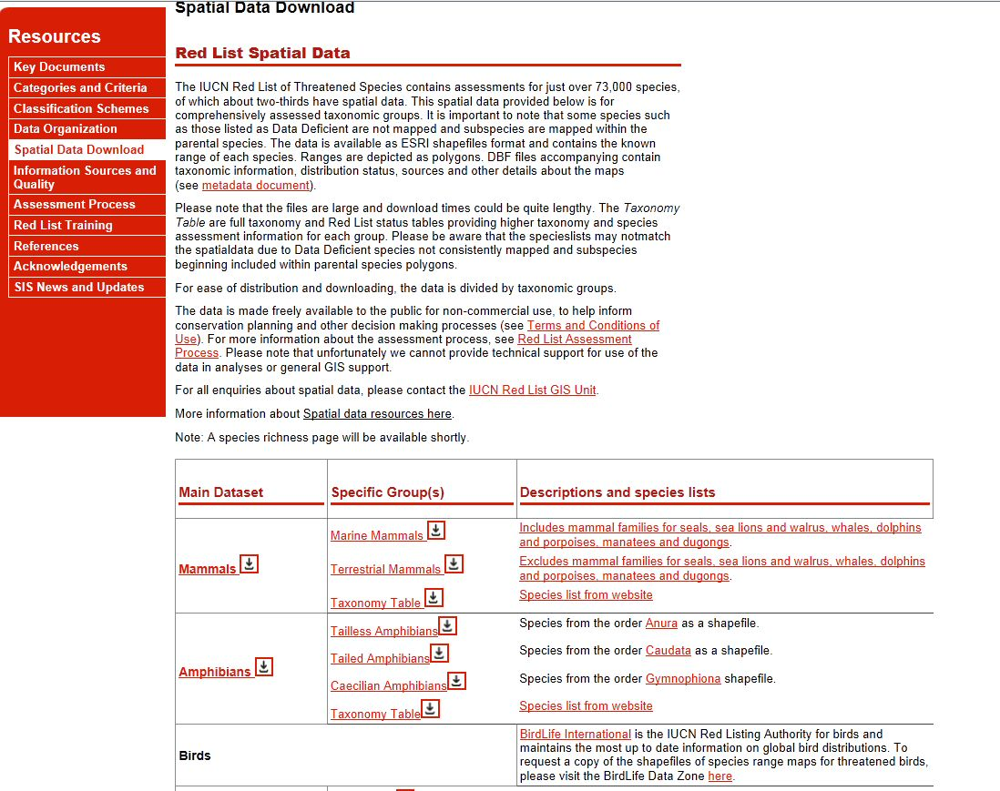 Spatial Data Download
Resources
Key Documents
Categories and Criteria
Classification Schemes
Data Organization
Spatial Data Download
Information Sources and
Quality
Assessment Process
Red List Training
References
Acknowledgements
SIS News and Updates
Red List Spatial Data
The IUCN Red List of Threatened Species contains assessments for just over 73,000 species,
of which about two-thirds have spatial data. This spatial data provided below is for
comprehensively assessed taxonomic groups. It is important to note that some species such
as those listed as Data Deficient are not mapped and subspecies are mapped within the
parental species. The data is available as ESRI shapefiles format and contains the known
range of each species. Ranges are depicted as polygons. DBF files accompanying contain
taxonomic information, distribution status, sources and other details about the maps
(see metadata document).
Please note that the files are large and download times could be quite lengthy. The Taxonomy
Table are full taxonomy and Red List status tables providing higher taxonomy and species
assessment information for each group. Please be aware that the specieslists may notmatch
the spatialdata due to Data Deficient species not consistently mapped and subspecies
beginning included within parental species polygons.
For ease of distribution and downloading, the data is divided by taxonomic groups.
The data is made freely available to the public for non-commercial use, to help inform
conservation planning and other decision making processes (see Terms and Conditions of
Use). For more information about the assessment process, see Red List Assessment
Process. Please note that unfortunately we cannot provide technical support for use of the
data in analyses or general GIS support.
For all enquiries about spatial data, please contact the IUCN Red List GIS Unit.
More information about Spatial data resources here.
Note: A species richness page will be available shortly.
Main Dataset
Specific Group(s)
Descriptions and species lists
Mammals
Marine Mammals
Includes mammal families for seals, sea lions and walrus, whales, dolphins
and porpoises, manatees and dugongs.
Terrestrial Mammals
Excludes mammal families for seals, sea lions and walrus, whales, dolphins
and porpoises, manatees and dugongs.
Taxonomy Table
Species list from website
Amphibians
Tailless Amphibians
Species from the order Anura as a shapefile.
Tailed Amphibians
Species from the order Caudata as a shapefile.
Caecilian Amphibians
Species from the order Gymnophiona shapefile.
Taxonomy Table
Species list from website
Birds
BirdLife International is the IUCN Red Listing Authority for birds and
maintains the most up to date information on global bird distributions. To
request a copy of the shapefiles of species range maps for threatened birds,
please visit the BirdLife Data Zone here.